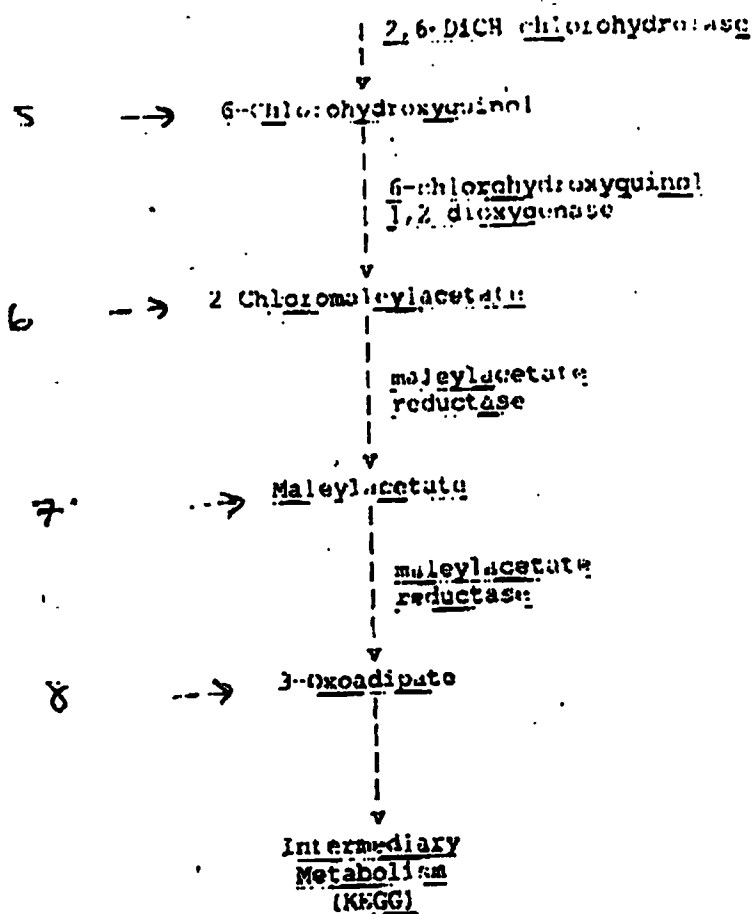 2,6-DiCH chlorohydrolase
5 → 6-Chlorohydroxyquinol
6-chlorohydroxyquinol
1,2 dioxygenase
6 → 2 Chloromaleylacetate
maleylacetate
reductase
7 → Maleylacetate
maleylacetate
reductase
8 → 3-Oxoadipate
Intermediary
Metabolism
(KEGG)